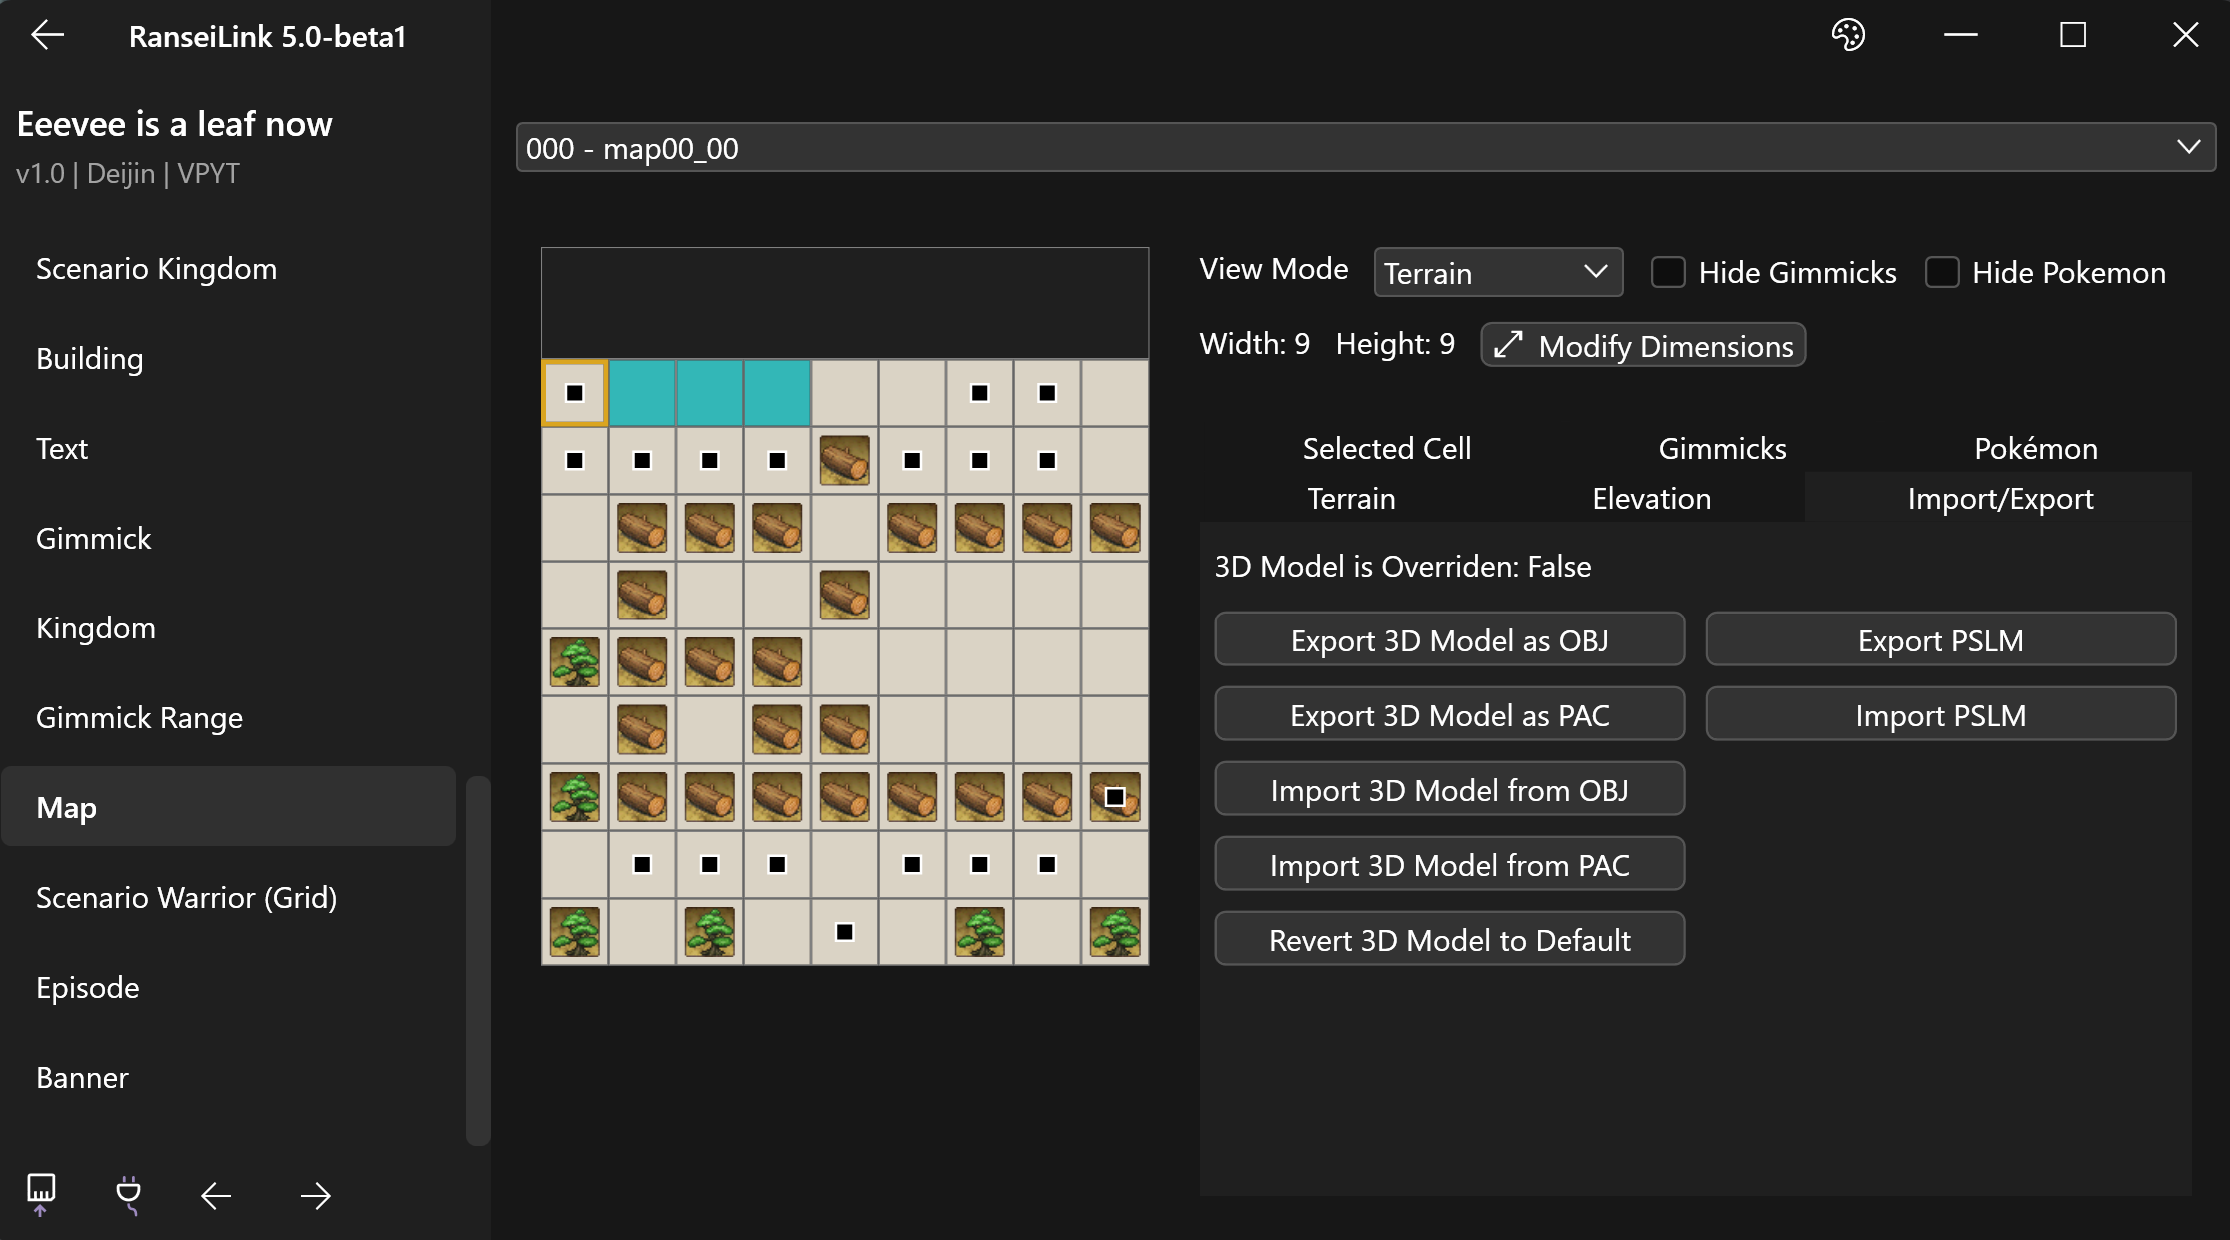 RanseiLink 5.0-beta1
Eeevee is a leaf now
v1.0 | Deijin | VPYT
Scenario Kingdom
Building
Text
Gimmick
Kingdom
Gimmick Range
Map
Scenario Warrior (Grid)
Episode
Banner
000 - map00_00
View Mode Terrain Hide Gimmicks Hide Pokemon
Width: 9 Height: 9 Modify Dimensions
Selected Cell Gimmicks Pokémon
Terrain Elevation Import/Export
3D Model is Overriden: False
Export 3D Model as OBJ Export PSLM
Export 3D Model as PAC Import PSLM
Import 3D Model from OBJ
Import 3D Model from PAC
Revert 3D Model to Default